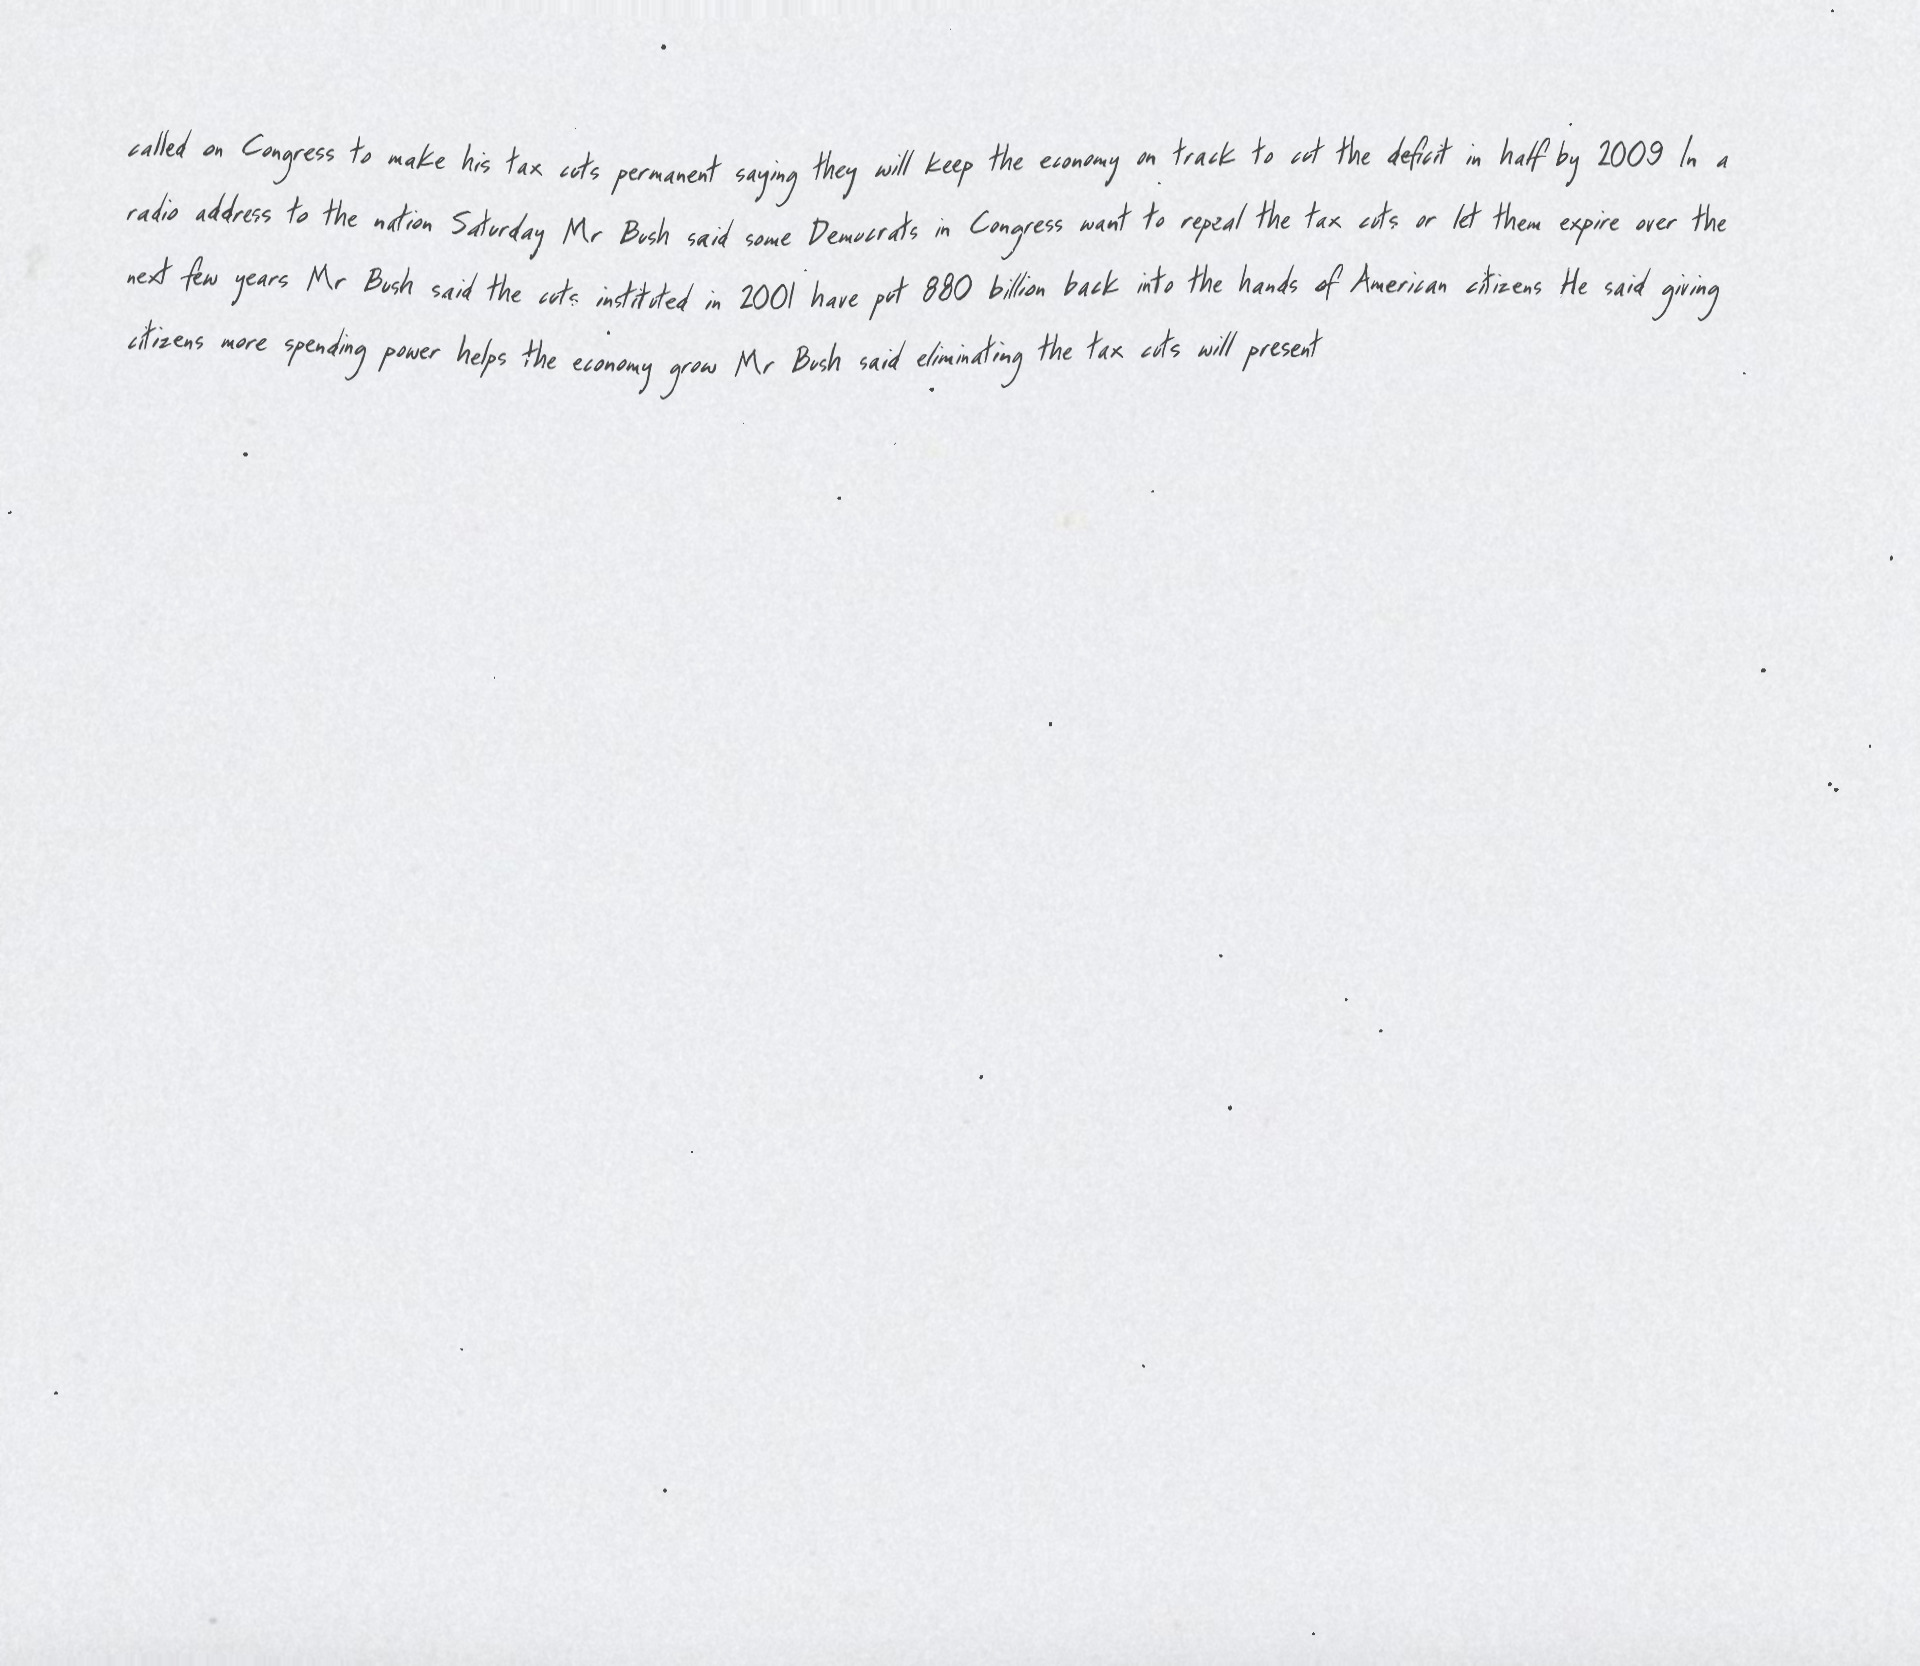 called on Congress to make his tax cuts permanent saying they will keep the economy on track to cut the deficit in half by 2009 In a
radio address to the nation Saturday Mr Bush said some Democrats in Congress want to repeal the tax cuts or let them expire over the
next few years Mr Bush said the cuts instituted in 2001 have put 880 billion back into the hands of American citizens He said giving
citizens more spending power helps the economy grow Mr Bush said eliminating the tax cuts will present